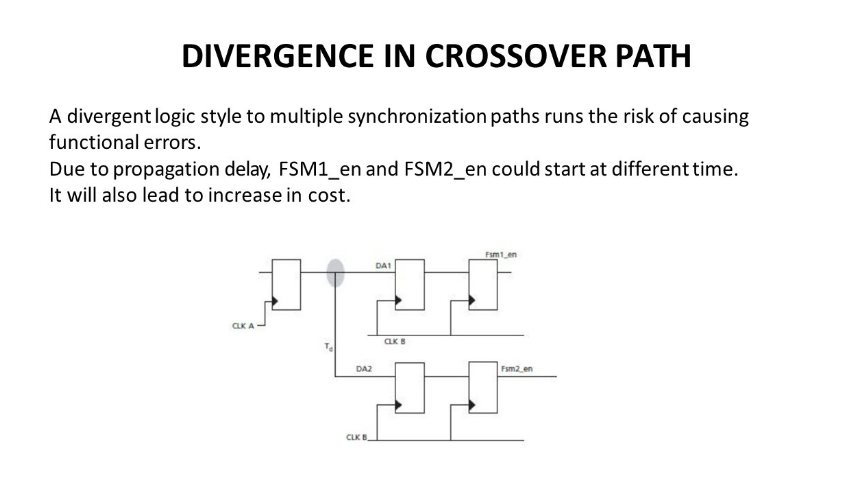 DIVERGENCE IN CROSSOVER PATH
A divergent logic style to multiple synchronization paths runs the risk of causing
functional errors.
Due to propagation delay, FSM1_en and FSM2_en could start at different time.
It will also lead to increase in cost.
Fsm1_en
DA1
CLK A
CLK B
Td
DA2
Fsm2_en
CLK B